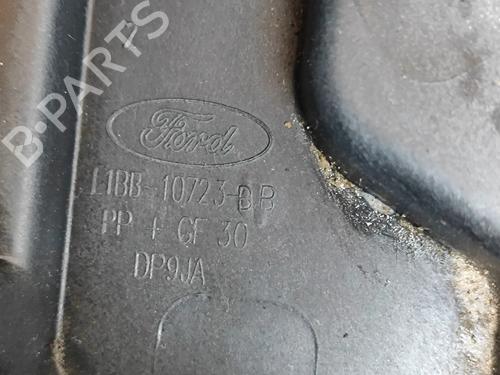 B-PARTS
Ford
L1BB-10723-BB
PP + GF 30
DP9JA